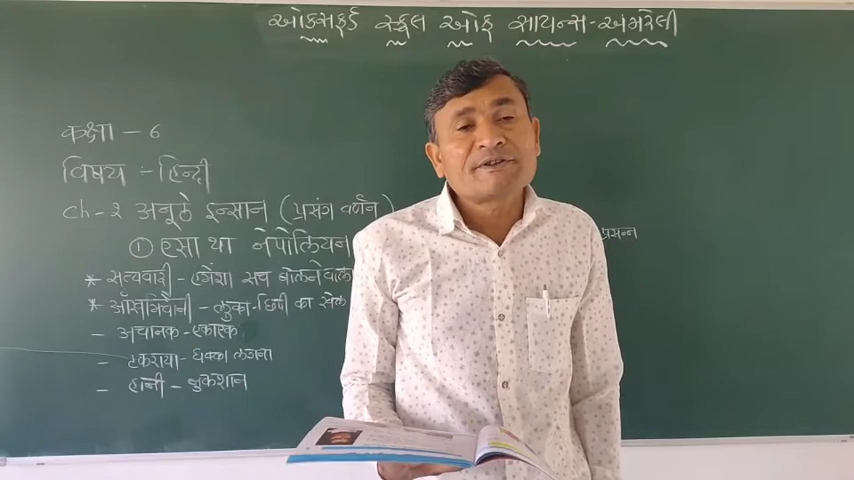 ઓક્સફર્ડ સ્કૂલ ઓફ સાયન્સ-અમરેલી
कक्षा - 6
विषय - हिन्दी
ch-2 अनूठे इन्सान (प्रसंग वर्णन)
① एसा था नेपोलियन
* सत्यवादी - हमेंशा सच बोलनेवाला प्रसन्न
* आँखमिचौनी - लुका-छिपी का खेल
- अचानक - एकाएक
- टकराया - धक्का लगना
- हानी - नुकशान